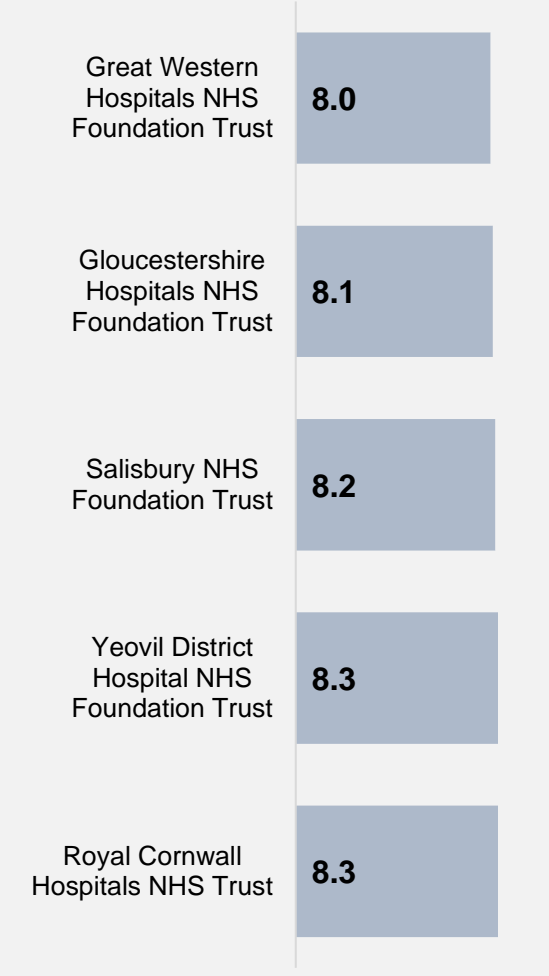 Great Western
Hospitals NHS
Foundation Trust
8.0
Gloucestershire
Hospitals NHS
Foundation Trust
8.1
Salisbury NHS
Foundation Trust
8.2
Yeovil District
Hospital NHS
Foundation Trust
8.3
Royal Cornwall
Hospitals NHS Trust
8.3